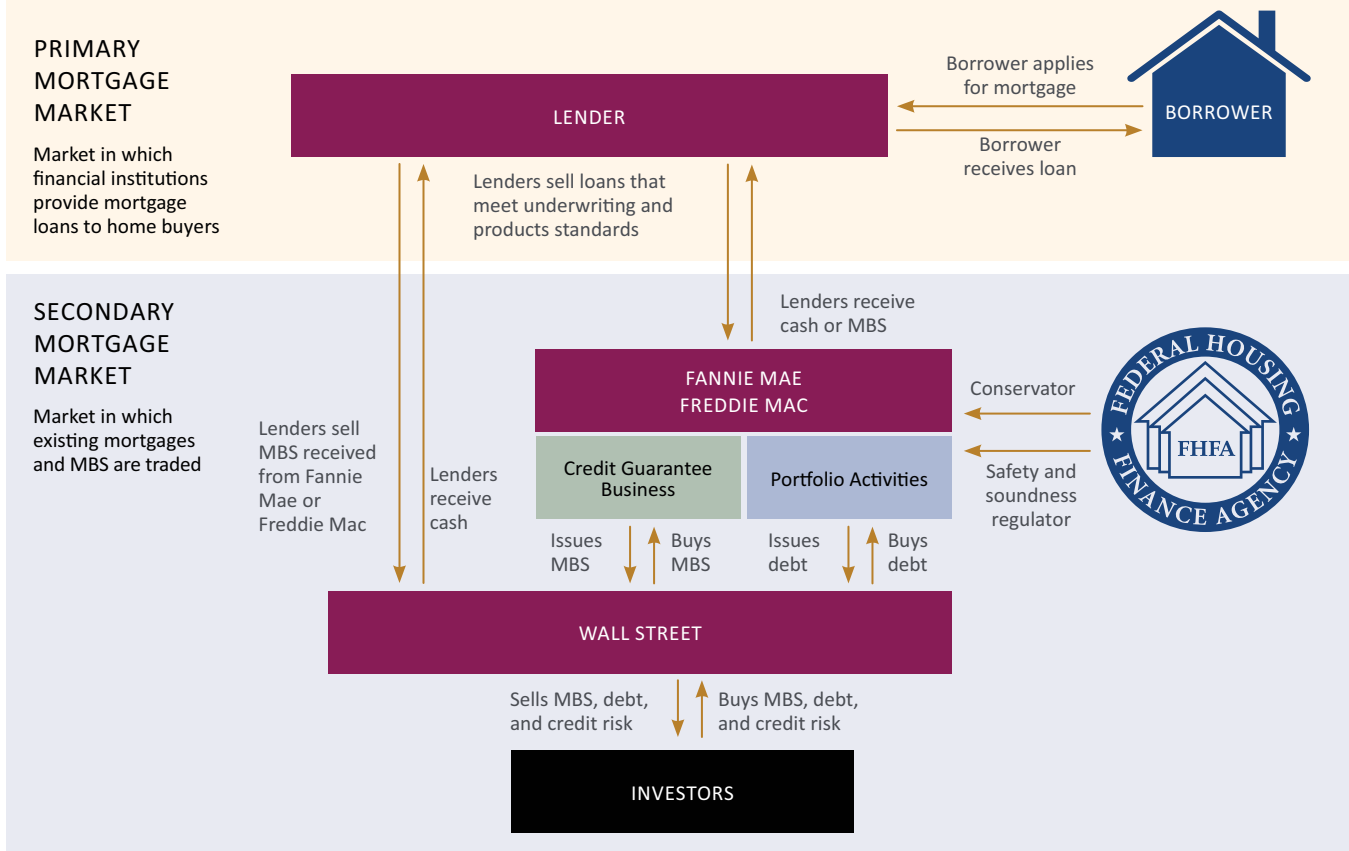 PRIMARY
MORTGAGE
MARKET
Market in which
financial institutions
provide mortgage
loans to home buyers
LENDER
Borrower applies
for mortgage
BORROWER
Borrower
receives loan
Lenders sell loans that
meet underwriting and
products standards
SECONDARY
MORTGAGE
MARKET
Market in which
existing mortgages
and MBS are traded
Lenders receive
cash or MBS
FANNIE MAE
FREDDIE MAC
Credit Guarantee
Business
Portfolio Activities
Conservator
Safety and
soundness
regulator
FEDERAL HOUSING
FHFA
FINANCE AGENCY
Lenders sell
MBS received
from Fannie
Mae or
Freddie Mac
Lenders
receive
cash
Issues
MBS
Buys
MBS
Issues
debt
Buys
debt
WALL STREET
Sells MBS, debt,
and credit risk
Buys MBS, debt,
and credit risk
INVESTORS